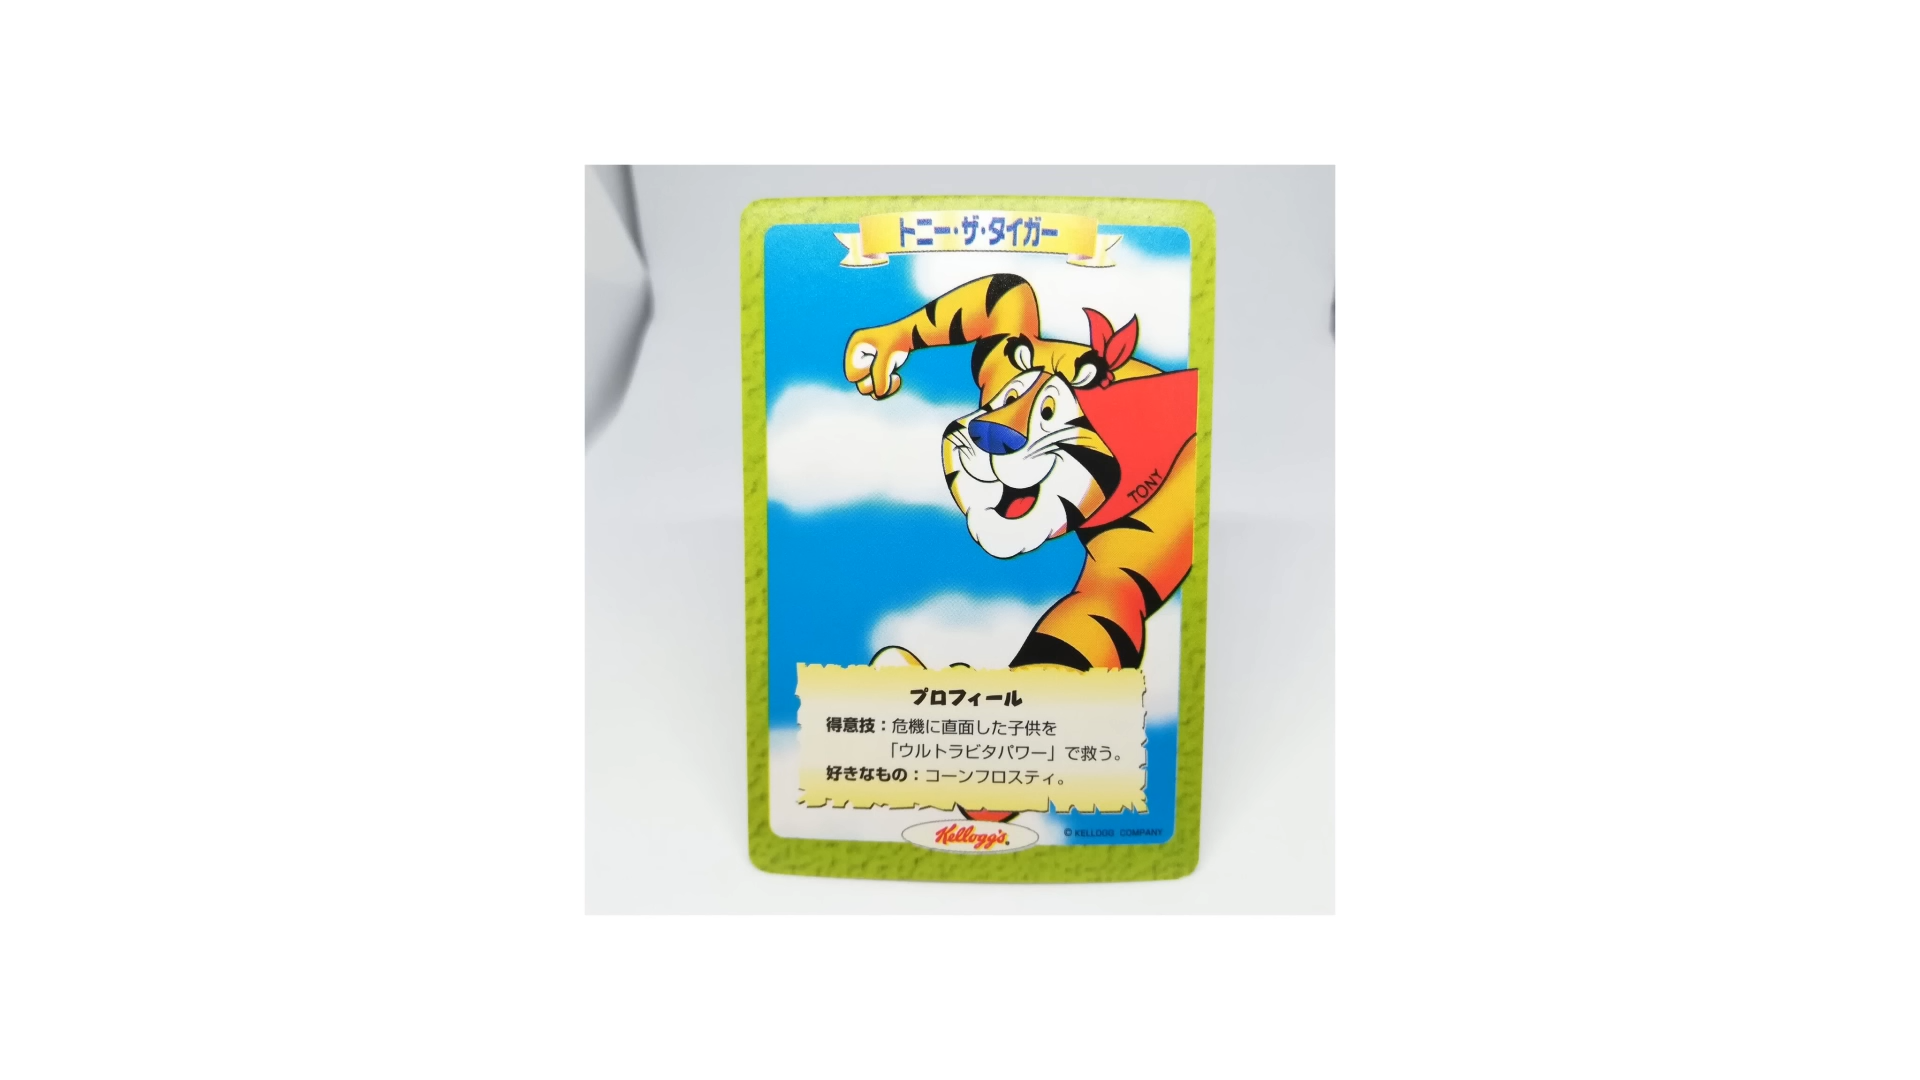 トニー・ザ・タイガー
TONY
プロフィール
得意技：危機に直面した子供を
「ウルトラビタパワー」で救う。
好きなもの：コーンフロスティ。
Kellogg's
© KELLOGG COMPANY